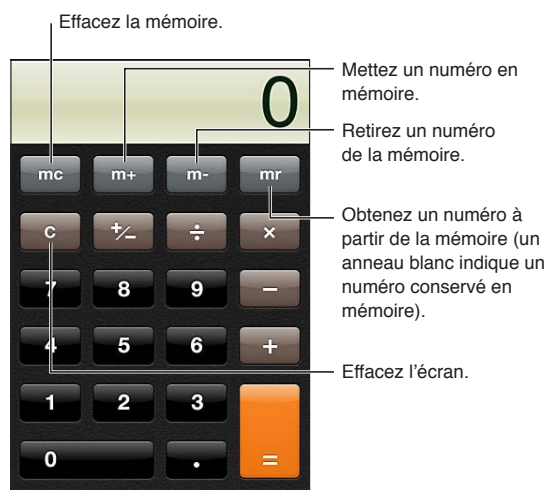 Effacez la mémoire.
0
Mettez un numéro en
mémoire.
Retirez un numéro
de la mémoire.
mc m+ m- mr
Obtenez un numéro à
partir de la mémoire (un
anneau blanc indique un
numéro conservé en
mémoire).
C +/− ÷ ×
7 8 9 −
4 5 6 +
Effacez l'écran.
1 2 3
0 . =